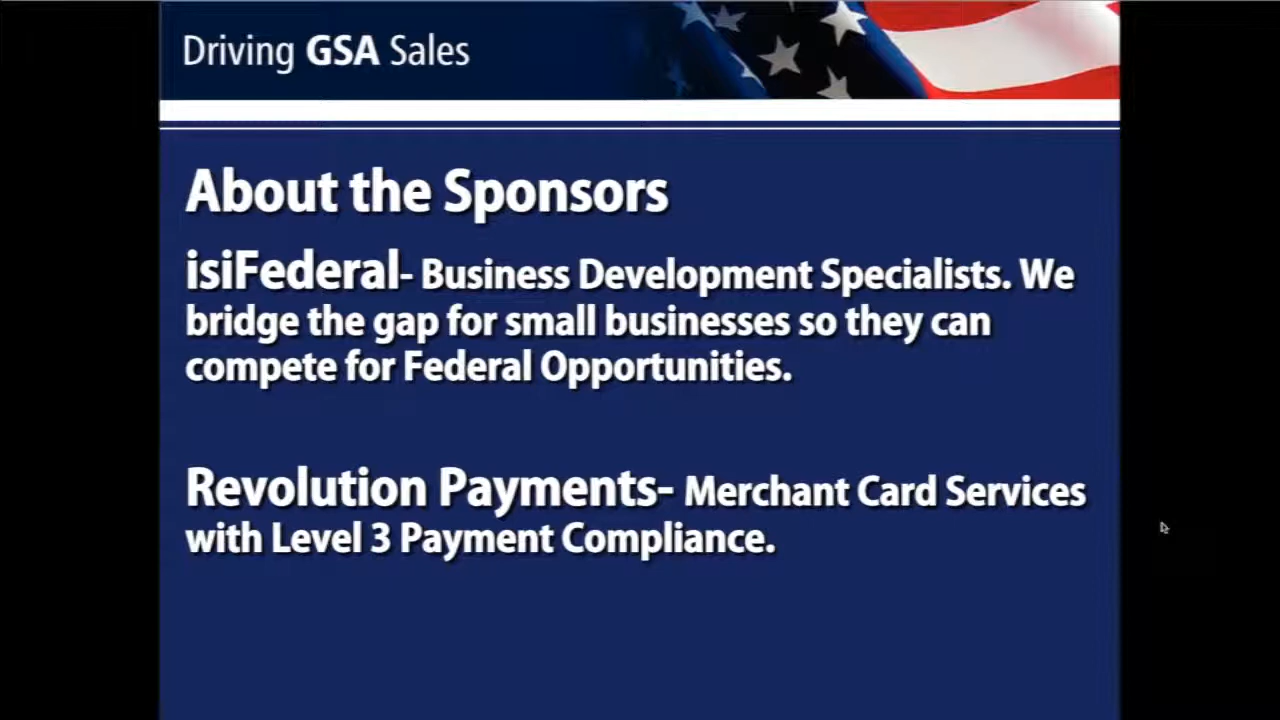 Driving GSA Sales
About the Sponsors
isiFederal- Business Development Specialists. We
bridge the gap for small businesses so they can
compete for Federal Opportunities.
Revolution Payments- Merchant Card Services
with Level 3 Payment Compliance.